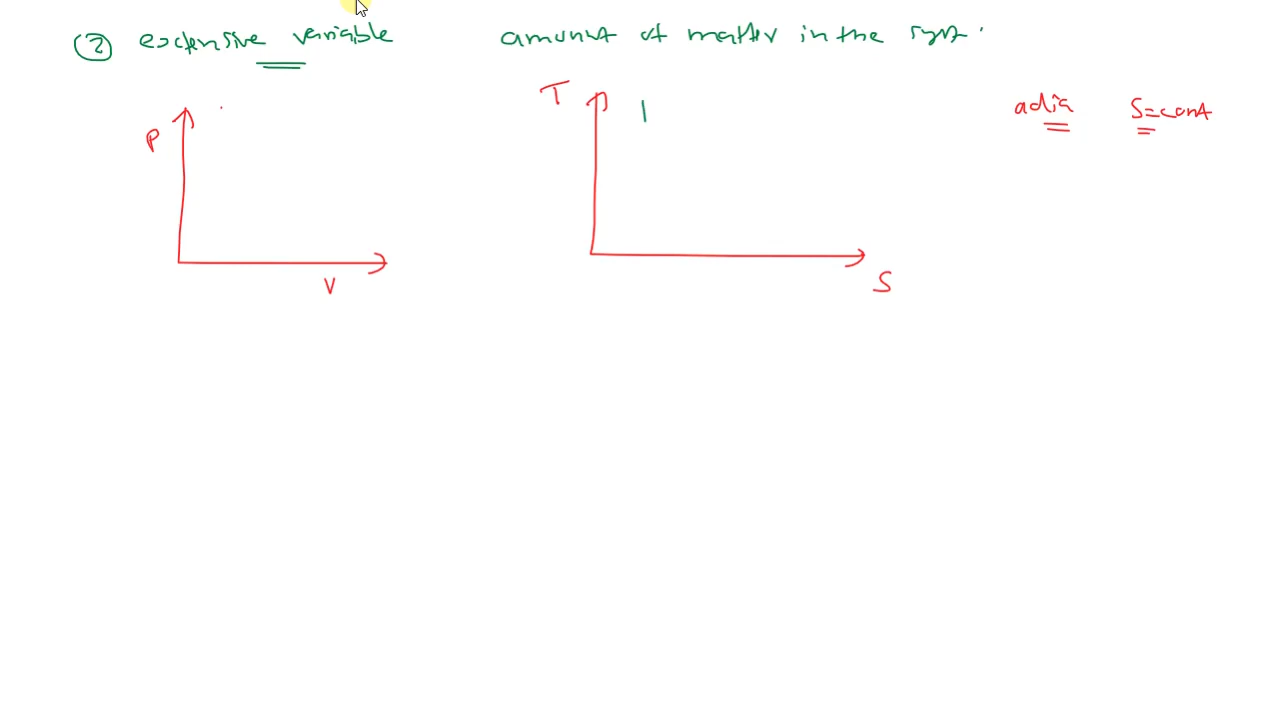 ② extensive variable amount of matter in the syst.
T
P
adia S=const
V
S